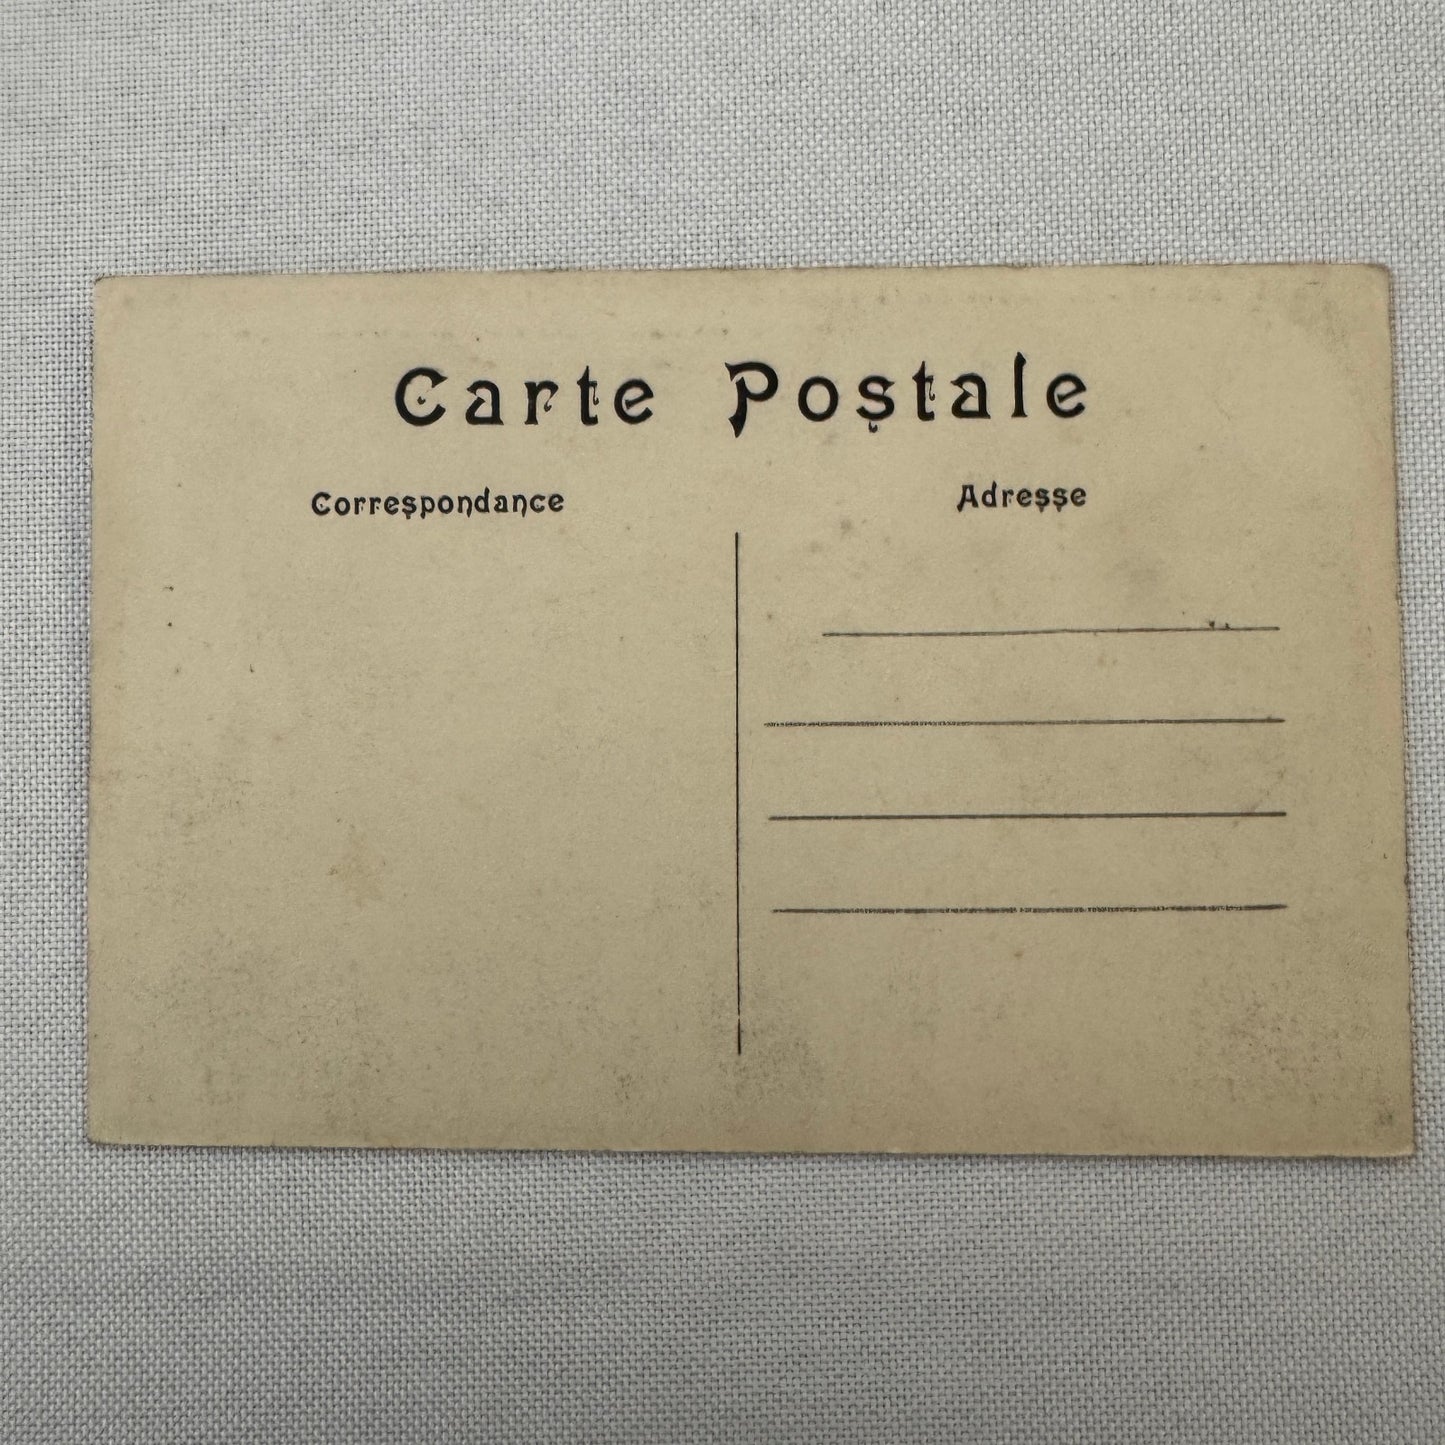 Carte Postale
Correspondance
Adresse